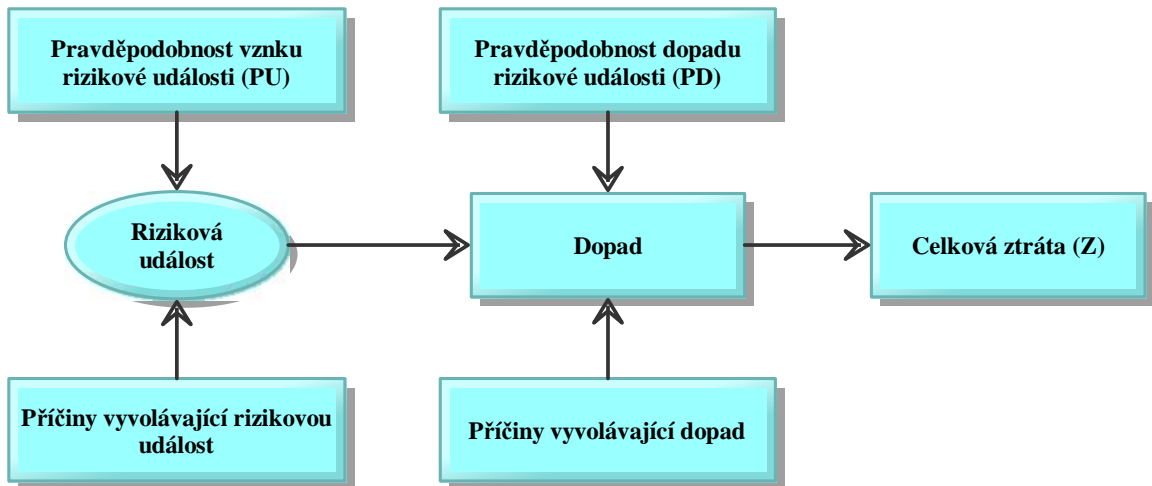 Pravděpodobnost vznku
rizikové události (PU)
Pravděpodobnost dopadu
rizikové události (PD)
Riziková
událost
Dopad
Celková ztráta (Z)
Příčiny vyvolávající rizikovou
událost
Příčiny vyvolávající dopad